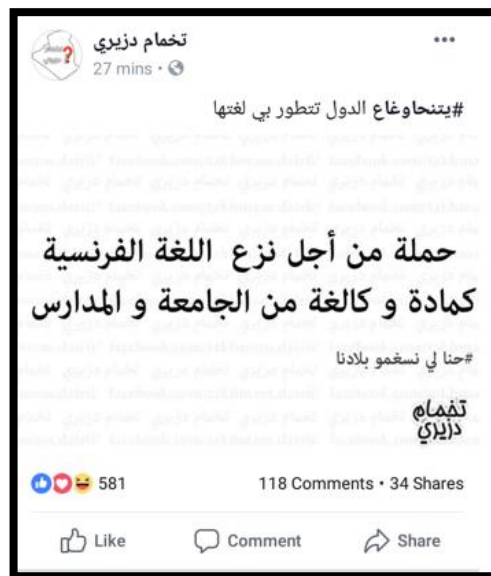 تخمام دزيري
27 mins
#يتنحاوغاع الدول تتطور بي لغتها
حملة من أجل نزع اللغة الفرنسية
كمادة و كالغة من الجامعة و المدارس
#حنا لي نسغمو بلادنا
تخمام
دزيري
581
118 Comments • 34 Shares
Like
Comment
Share